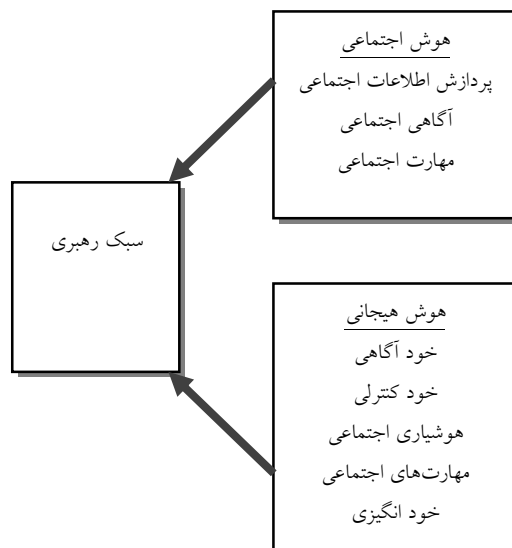 هوش اجتماعی
پردازش اطلاعات اجتماعی
آگاهی اجتماعی
مهارت اجتماعی
سبک رهبری
هوش هیجانی
خود آگاهی
خود کنترلی
هوشیاری اجتماعی
مهارت‌های اجتماعی
خود انگیزی